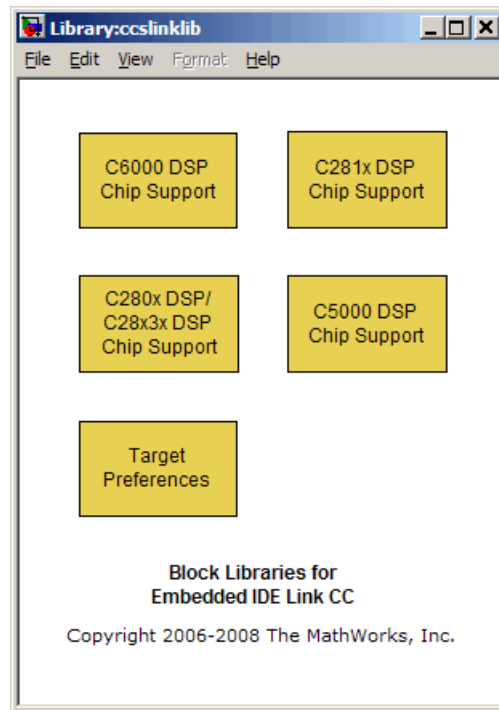 Library:ccslinklib
File Edit View Format Help
C6000 DSP
Chip Support
C281x DSP
Chip Support
C280x DSP/
C28x3x DSP
Chip Support
C5000 DSP
Chip Support
Target
Preferences
Block Libraries for
Embedded IDE Link CC
Copyright 2006-2008 The MathWorks, Inc.